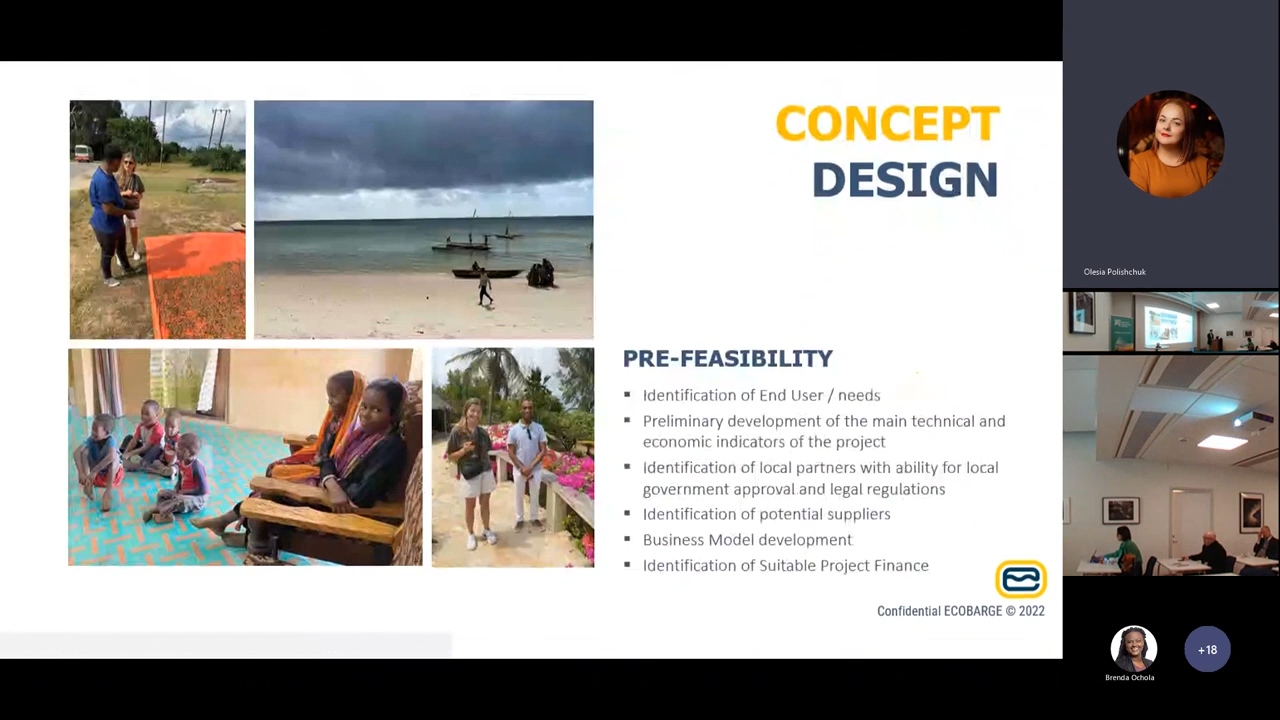 CONCEPT
DESIGN
PRE-FEASIBILITY
▪ Identification of End User / needs
▪ Preliminary development of the main technical and
economic indicators of the project
▪ Identification of local partners with ability for local
government approval and legal regulations
▪ Identification of potential suppliers
▪ Business Model development
▪ Identification of Suitable Project Finance
Confidential ECOBARGE © 2022
Olesia Polishchuk
Brenda Ochola
+18